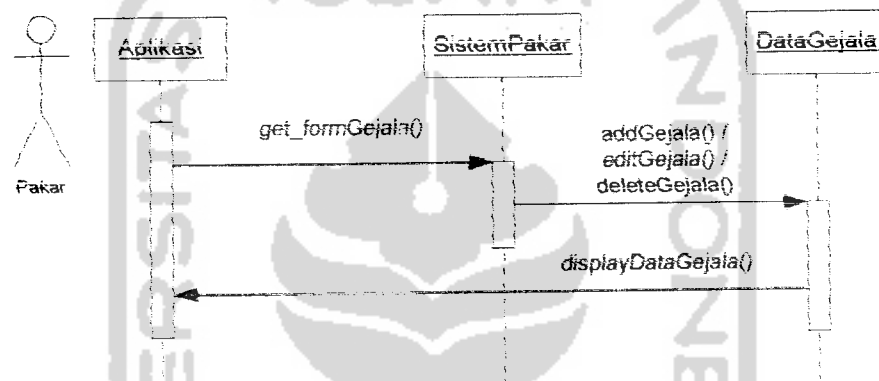 Aplikasi
SistemPakar
DataGejala
get_formGejala()
addGejala() /
editGejala() /
deleteGejala()
Pakar
displayDataGejala()